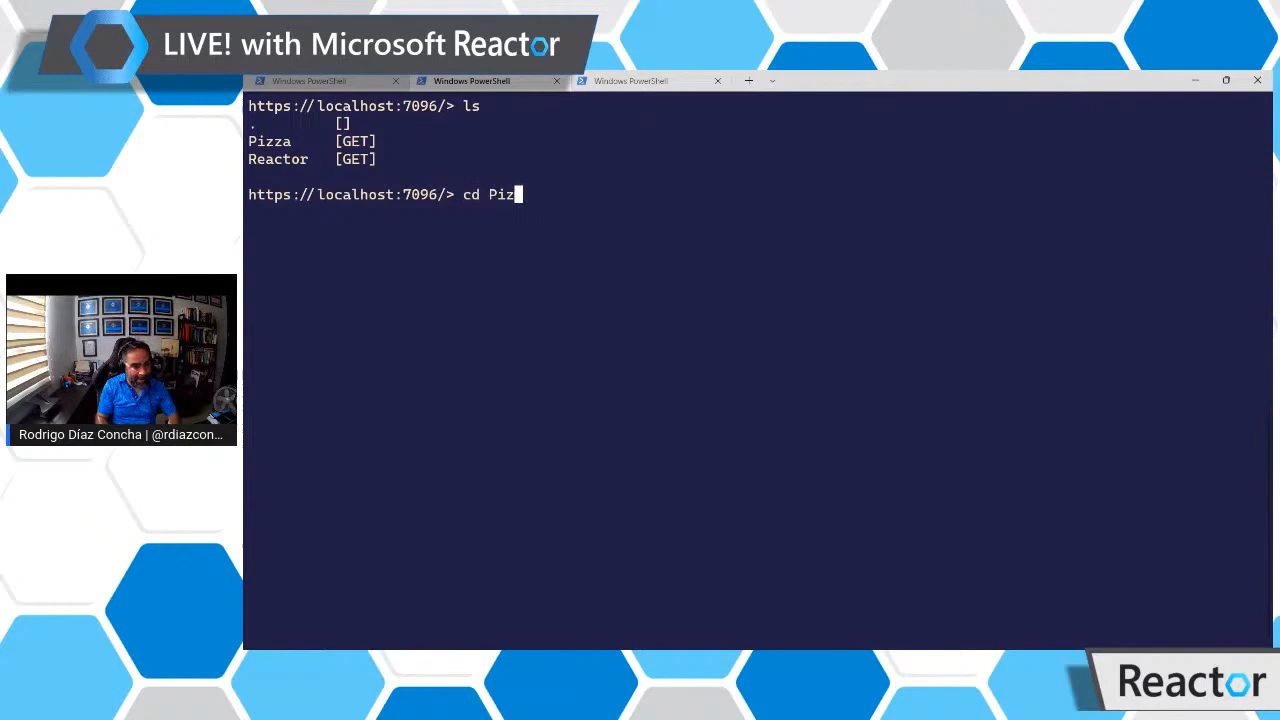 LIVE! with Microsoft Reactor
Windows PowerShell
Windows PowerShell
Windows PowerShell
https://localhost:7096/> ls
. []
Pizza [GET]
Reactor [GET]
https://localhost:7096/> cd Piz
Rodrigo Díaz Concha | @rdiazcon...
Reactor